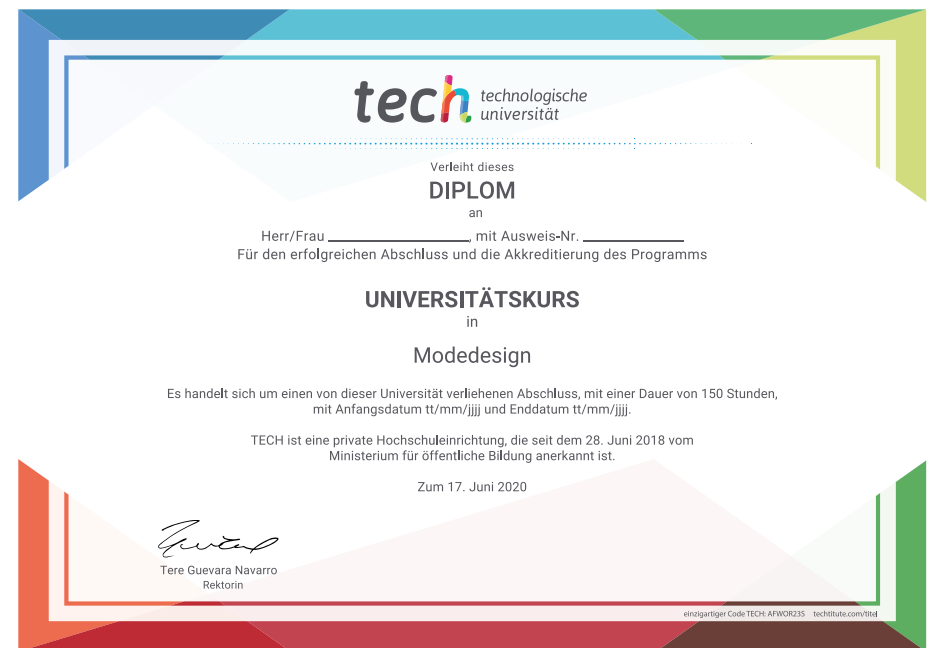 tech technologische
universität
Verleiht dieses
DIPLOM
an
Herr/Frau ____________________, mit Ausweis-Nr. ______________
Für den erfolgreichen Abschluss und die Akkreditierung des Programms
UNIVERSITÄTSKURS
in
Modedesign
Es handelt sich um einen von dieser Universität verliehenen Abschluss, mit einer Dauer von 150 Stunden,
mit Anfangsdatum tt/mm/jjjj und Enddatum tt/mm/jjjj.
TECH ist eine private Hochschuleinrichtung, die seit dem 28. Juni 2018 vom
Ministerium für öffentliche Bildung anerkannt ist.
Zum 17. Juni 2020
Tere Guevara Navarro
Rektorin
einzigartiger Code TECH: AFWOR23S techtitute.com/titel